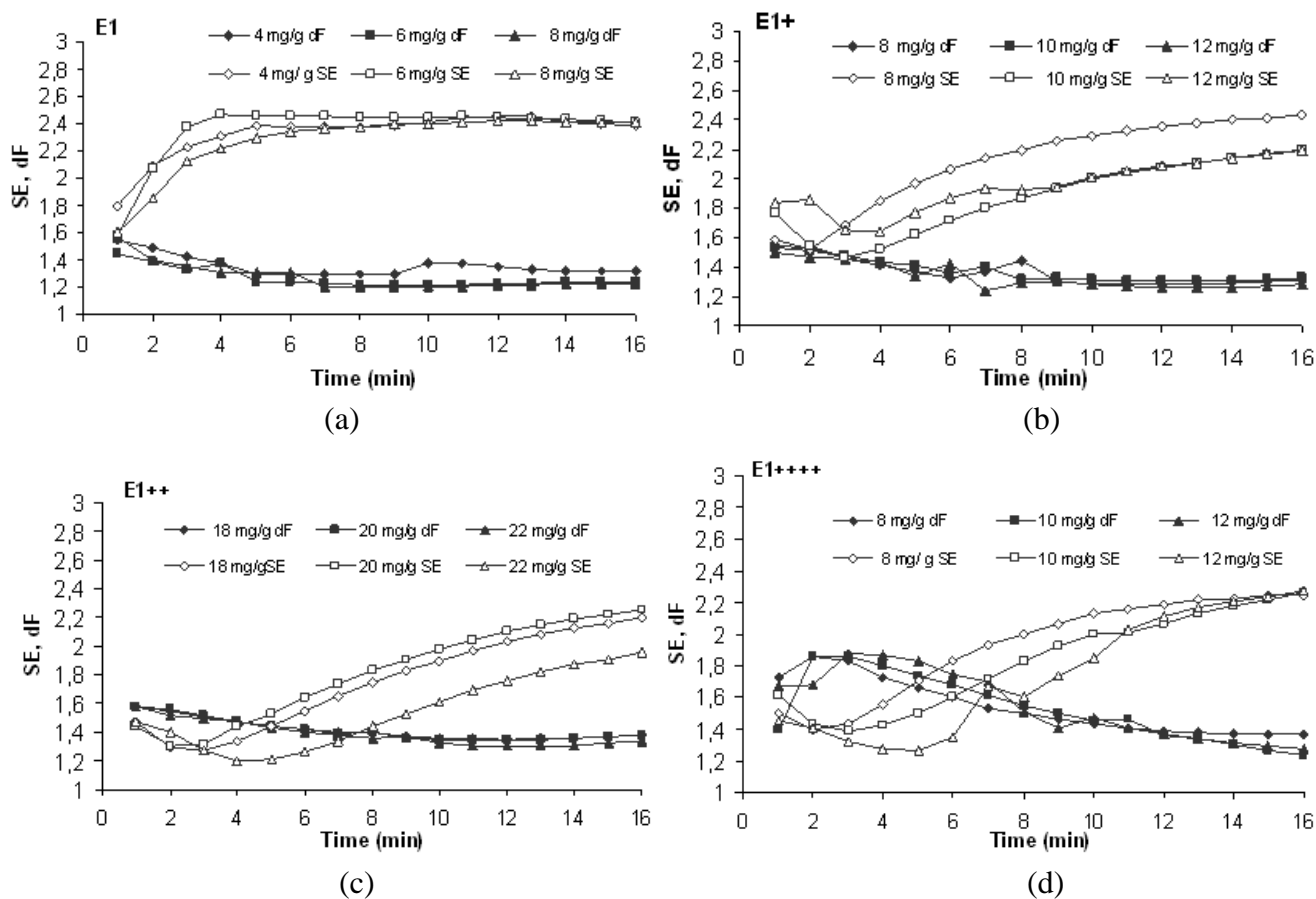 E1
4 mg/g dF 6 mg/g dF 8 mg/g dF
4 mg/ g SE 6 mg/g SE 8 mg/g SE
3
2,8
2,6
2,4
2,2
2
1,8
1,6
1,4
1,2
1
SE, dF
0 2 4 6 8 10 12 14 16
Time (min)
(a)
E1+
8 mg/g dF 10 mg/g dF 12 mg/g dF
8 mg/g SE 10 mg/g SE 12 mg/g SE
3
2,8
2,6
2,4
2,2
2
1,8
1,6
1,4
1,2
1
SE, dF
0 2 4 6 8 10 12 14 16
Time (min)
(b)
E1++
18 mg/g dF 20 mg/g dF 22 mg/g dF
18 mg/gSE 20 mg/g SE 22 mg/g SE
3
2,8
2,6
2,4
2,2
2
1,8
1,6
1,4
1,2
1
SE, dF
0 2 4 6 8 10 12 14 16
Time (min)
(c)
E1++++
8 mg/g dF 10 mg/g dF 12 mg/g dF
8 mg/ g SE 10 mg/g SE 12 mg/g SE
3
2,8
2,6
2,4
2,2
2
1,8
1,6
1,4
1,2
1
SE, dF
0 2 4 6 8 10 12 14 16
Time (min)
(d)